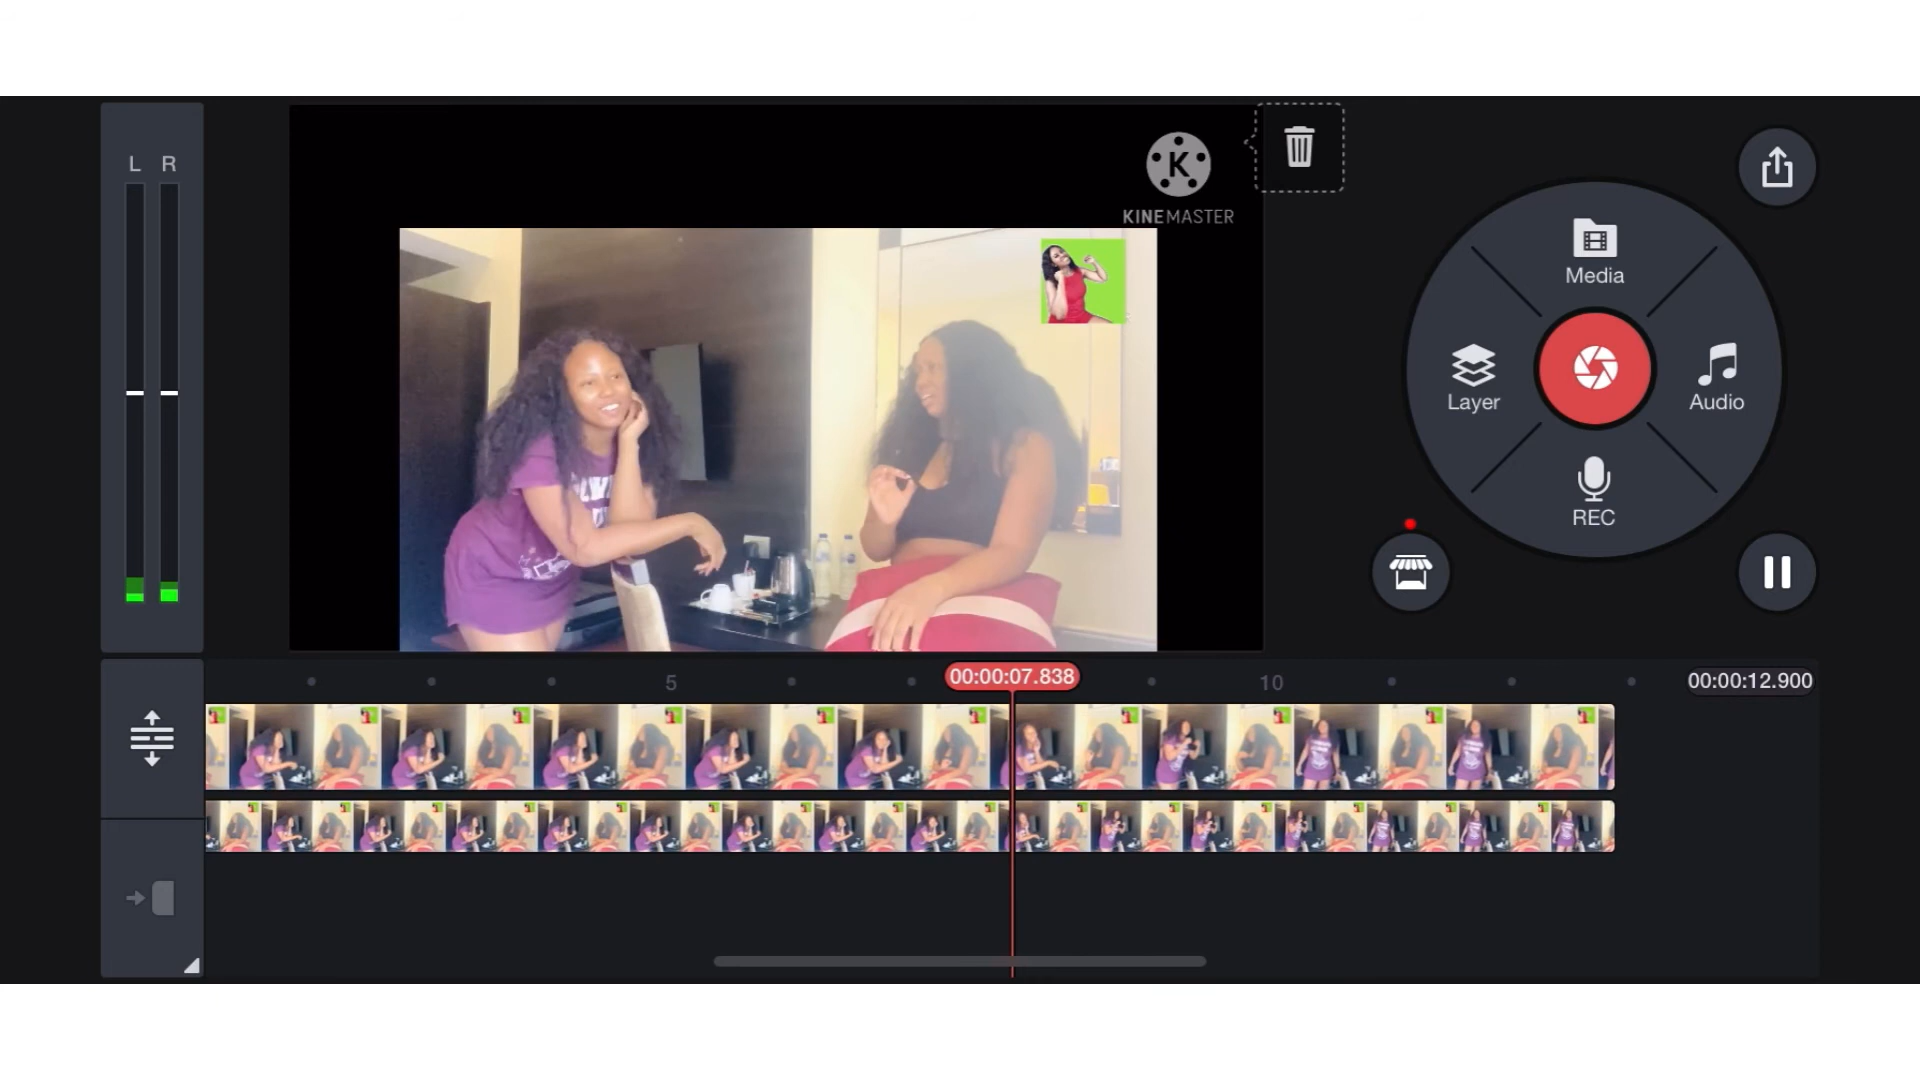 L R
KINEMASTER
Media
Layer
Audio
REC
5
00:00:07.838
10
00:00:12.900